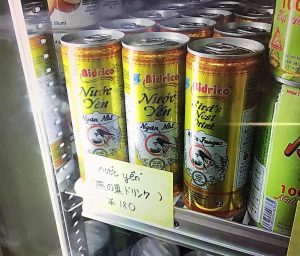 Bidrico
Nước
Yến
Ngân Nhĩ
Bidrico
Nước
Yến
Ngân Nhĩ
Bidrico
Bird's
Nest
Drink
nước yến
(燕の巣ドリンク)
¥180